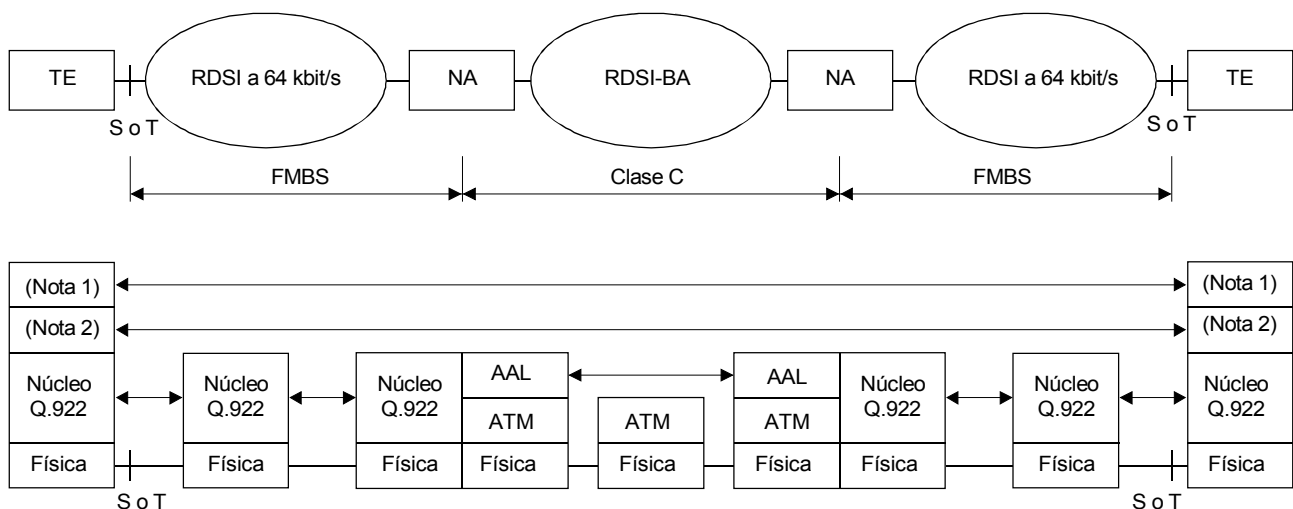 TE
RDSI a 64 kbit/s
NA
RDSI-BA
NA
RDSI a 64 kbit/s
TE
S o T
S o T
FMBS
Clase C
FMBS
(Nota 1)
(Nota 1)
(Nota 2)
(Nota 2)
Núcleo
Q.922
Núcleo
Q.922
Núcleo
Q.922
AAL
ATM
ATM
AAL
ATM
Núcleo
Q.922
Núcleo
Q.922
Núcleo
Q.922
Física
Física
Física
Física
Física
Física
Física
Física
Física
S o T
S o T